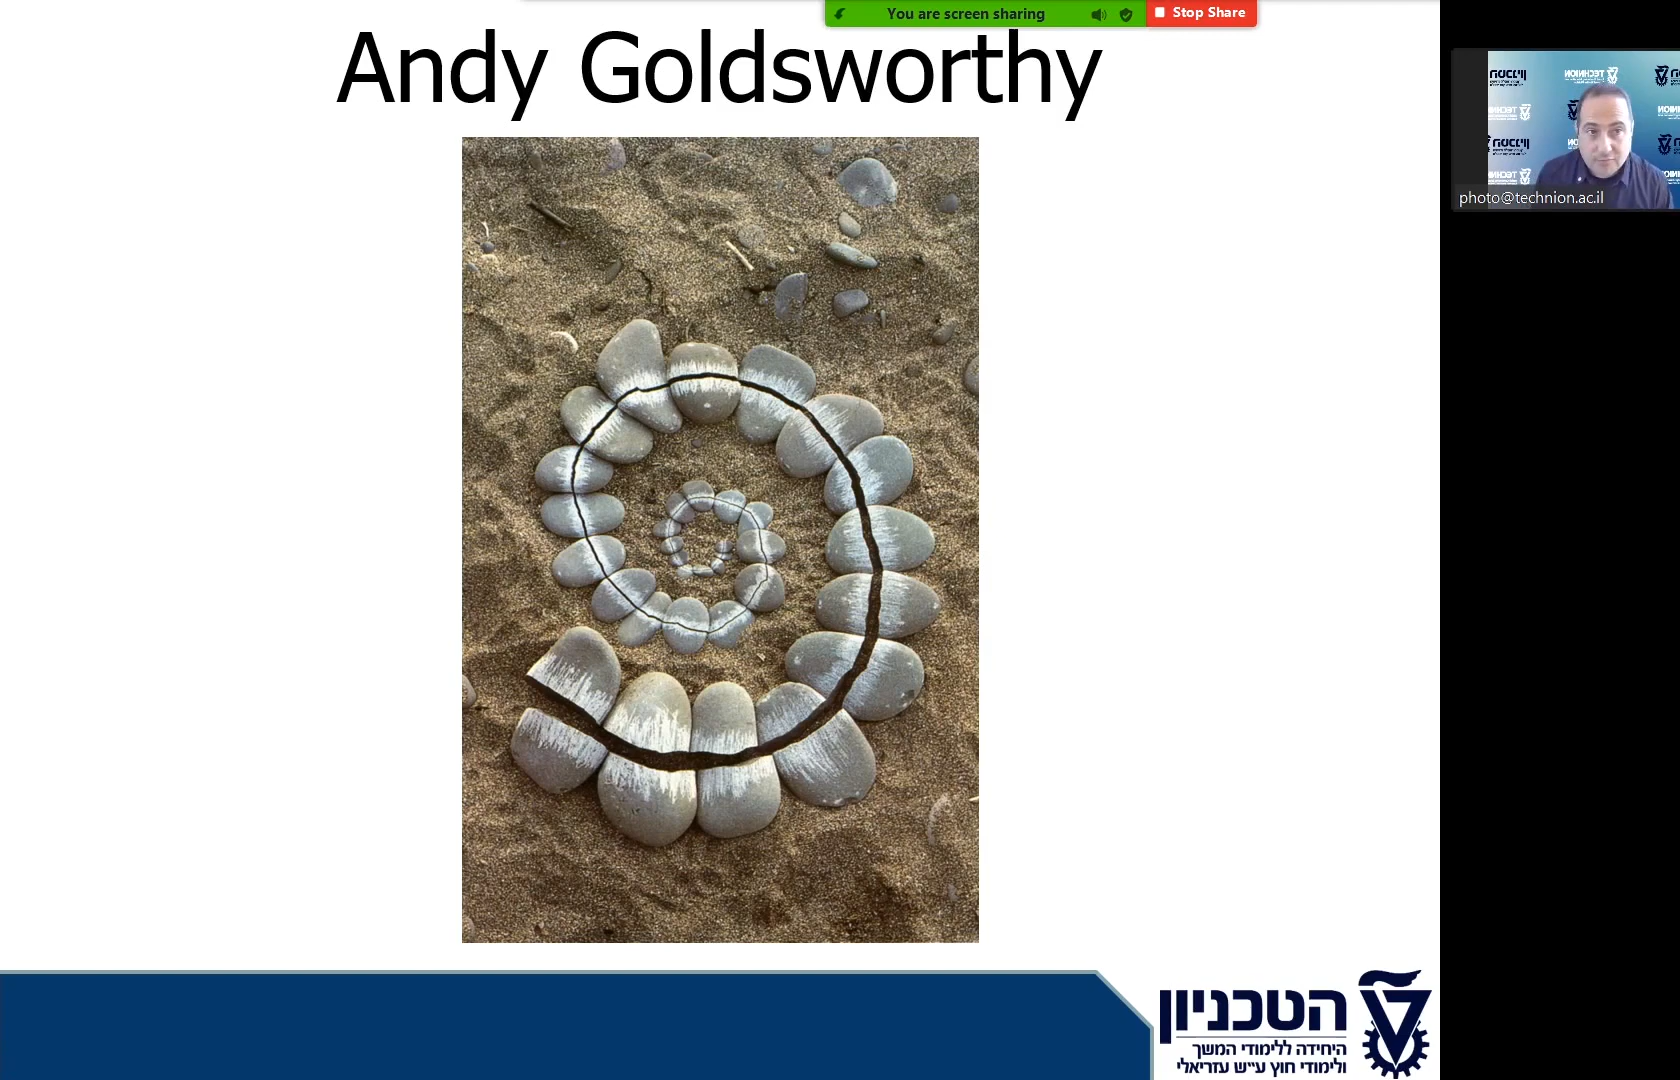 You are screen sharing
Stop Share
Andy Goldsworthy
TECHNION
photo@technion.ac.il
הטכניון
היחידה ללימודי המשך
ולימודי חוץ ע״ש עזריאלי